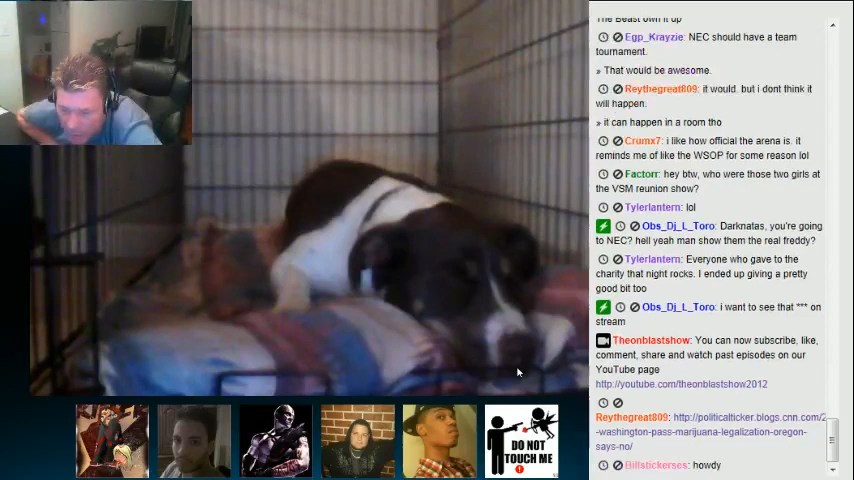 The Beast own it up
Egp_Krayzie: NEC should have a team
tournament.
» That would be awesome.
Reythegreat809: it would. but i dont think it
will happen.
» it can happen in a room tho
Crumx7: i like how official the arena is. it
reminds me of like the WSOP for some reason lol
Factorr: hey btw, who were those two girls at
the VSM reunion show?
Tylerlantern: lol
Obs_Dj_L_Toro: Darknatas, you're going
to NEC? hell yeah man show them the real freddy?
Tylerlantern: Everyone who gave to the
charity that night rocks. I ended up giving a pretty
good bit too
Obs_Dj_L_Toro: i want to see that *** on
stream
Theonblastshow: You can now subscribe, like,
comment, share and watch past episodes on our
YouTube page
http://youtube.com/theonblastshow2012
Reythegreat809: http://politicalticker.blogs.cnn.com/2
-washington-pass-marijuana-legalization-oregon-
says-no/
Billstickerses: howdy
DO NOT
TOUCH ME
!